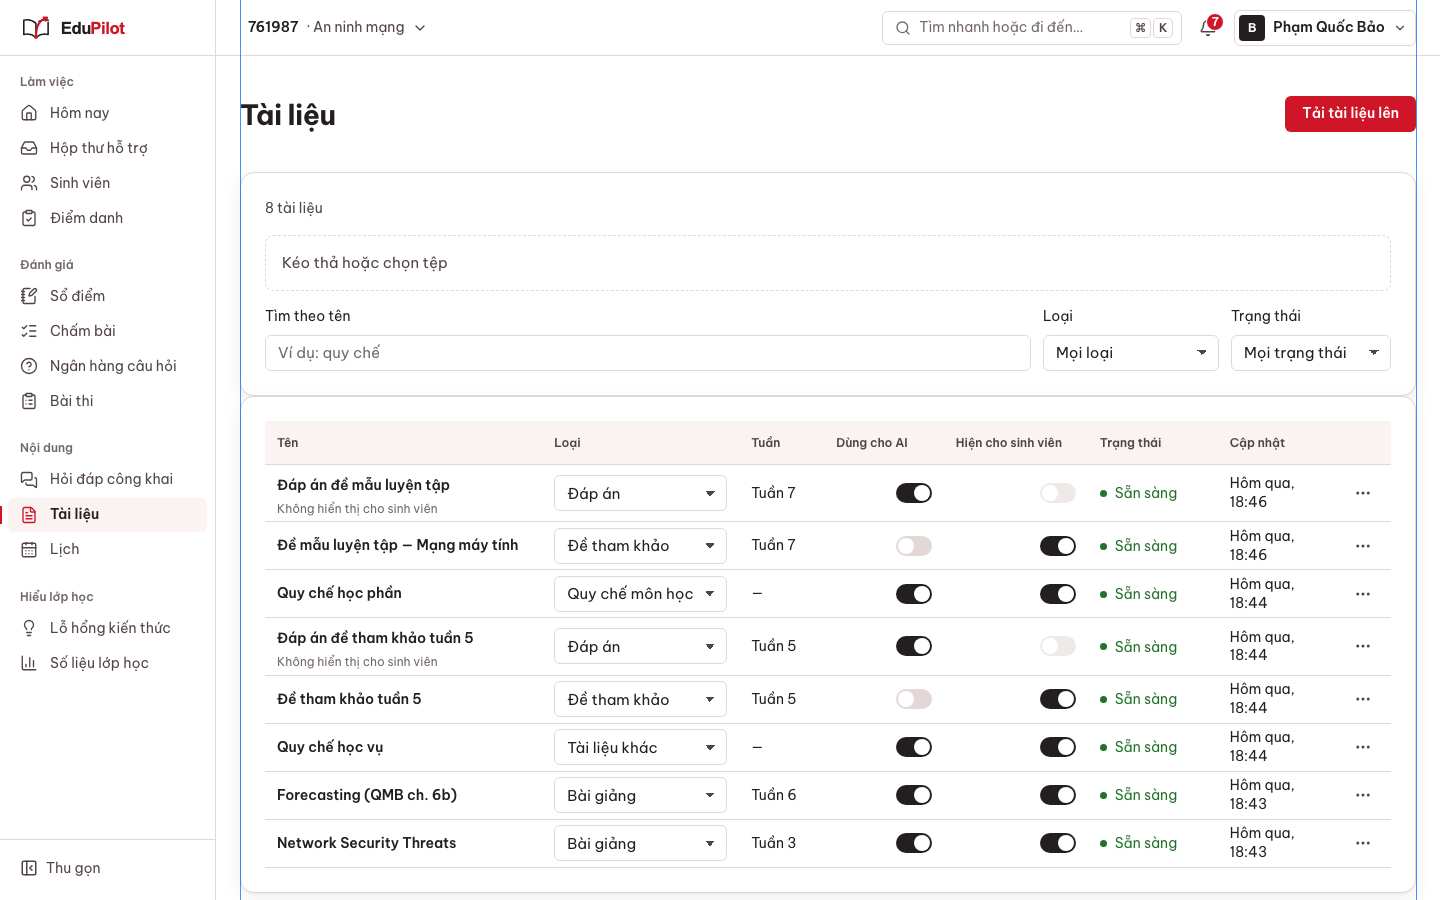 EduPilot
761987 · An ninh mạng
Tìm nhanh hoặc đi đến...
⌘ K
7
B
Phạm Quốc Bảo
Làm việc
Hôm nay
Hộp thư hỗ trợ
Sinh viên
Điểm danh
Đánh giá
Sổ điểm
Chấm bài
Ngân hàng câu hỏi
Bài thi
Nội dung
Hỏi đáp công khai
Tài liệu
Lịch
Hiểu lớp học
Lỗ hổng kiến thức
Số liệu lớp học
Thu gọn
Tài liệu
Tải tài liệu lên
8 tài liệu
Kéo thả hoặc chọn tệp
Tìm theo tên
Loại
Trạng thái
Ví dụ: quy chế
Mọi loại
Mọi trạng thái
Tên Loại Tuần Dùng cho AI Hiện cho sinh viên Trạng thái Cập nhật
Đáp án đề mẫu luyện tập
Không hiển thị cho sinh viên
Đáp án
Tuần 7
Sẵn sàng
Hôm qua,
18:46
Đề mẫu luyện tập — Mạng máy tính
Đề tham khảo
Tuần 7
Sẵn sàng
Hôm qua,
18:46
Quy chế học phần
Quy chế môn học
—
Sẵn sàng
Hôm qua,
18:44
Đáp án đề tham khảo tuần 5
Không hiển thị cho sinh viên
Đáp án
Tuần 5
Sẵn sàng
Hôm qua,
18:44
Đề tham khảo tuần 5
Đề tham khảo
Tuần 5
Sẵn sàng
Hôm qua,
18:44
Quy chế học vụ
Tài liệu khác
—
Sẵn sàng
Hôm qua,
18:44
Forecasting (QMB ch. 6b)
Bài giảng
Tuần 6
Sẵn sàng
Hôm qua,
18:43
Network Security Threats
Bài giảng
Tuần 3
Sẵn sàng
Hôm qua,
18:43